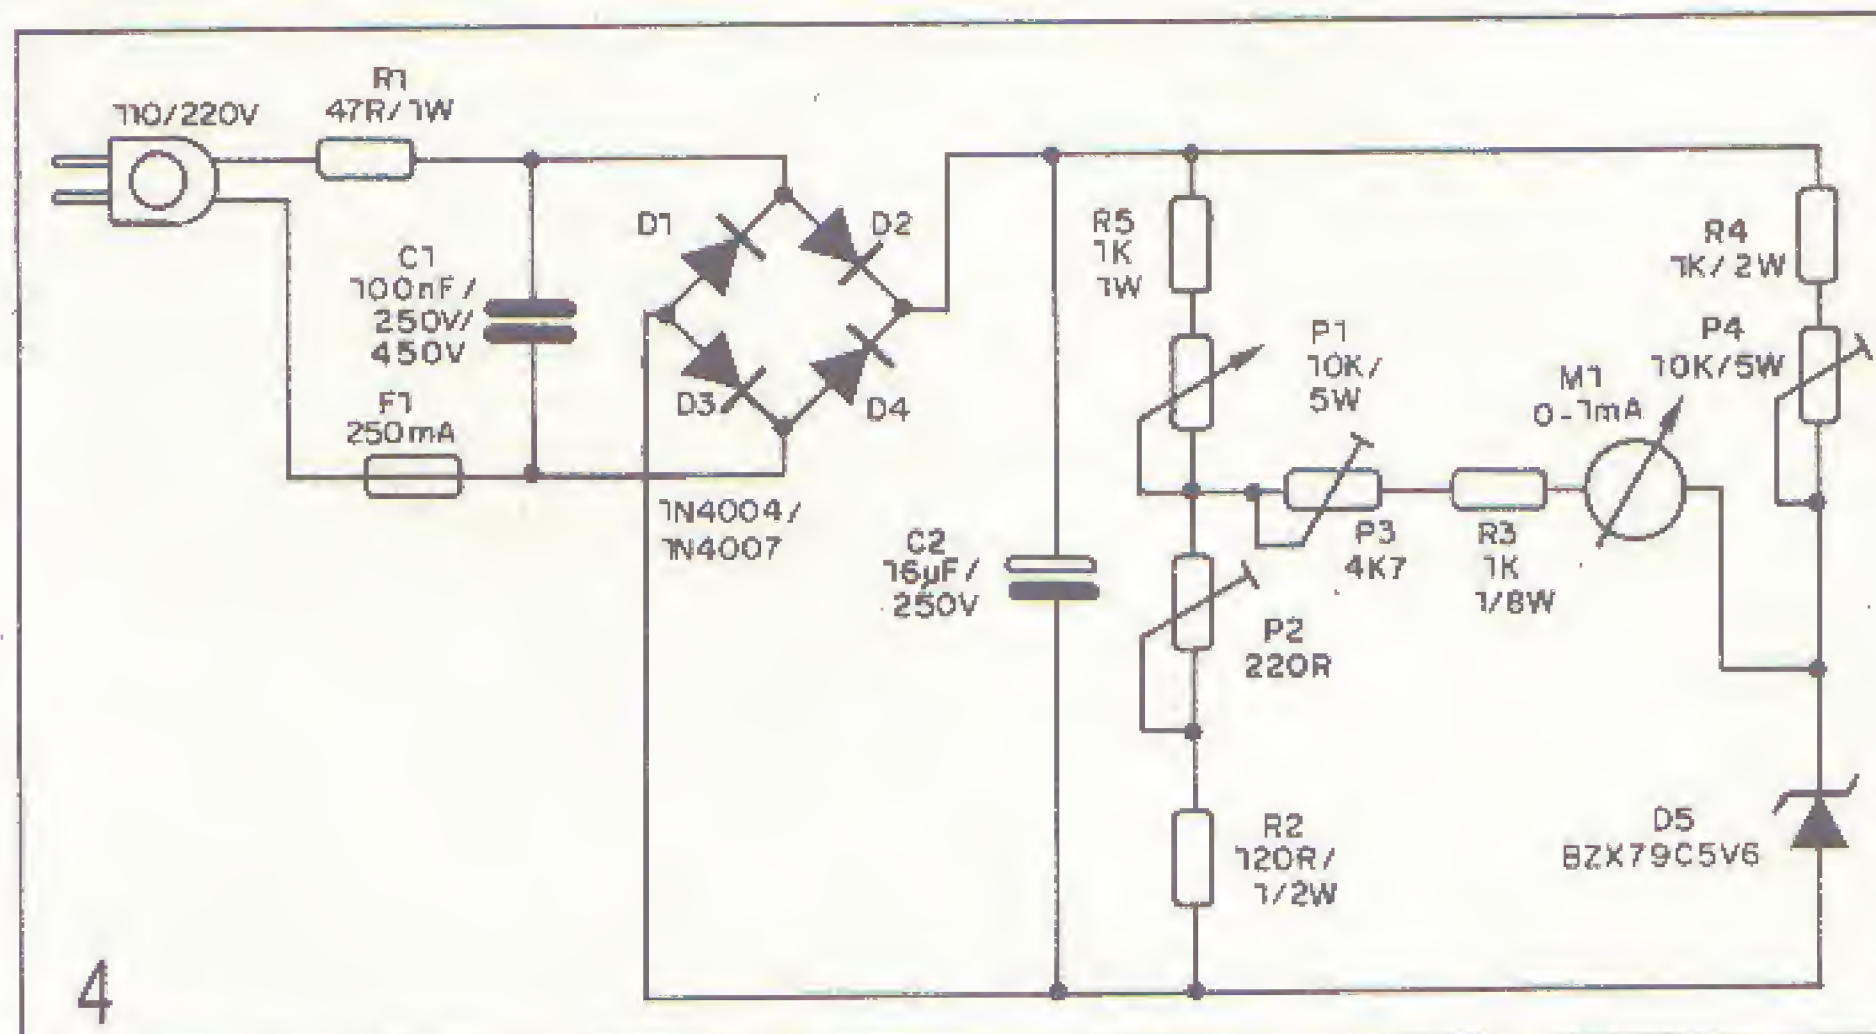 110/220V
R1
47R/1W
C1
100nF/
250V/
450V
F1
250mA
D1
D2
D3
D4
1N4004/
1N4007
C2
16µF/
250V
R5
1K
1W
P1
10K/
5W
P2
220R
R2
120R/
1/2W
P3
4K7
R3
1K
1/8W
M1
0-1mA
R4
1K/2W
P4
10K/5W
D5
BZX79C5V6
4